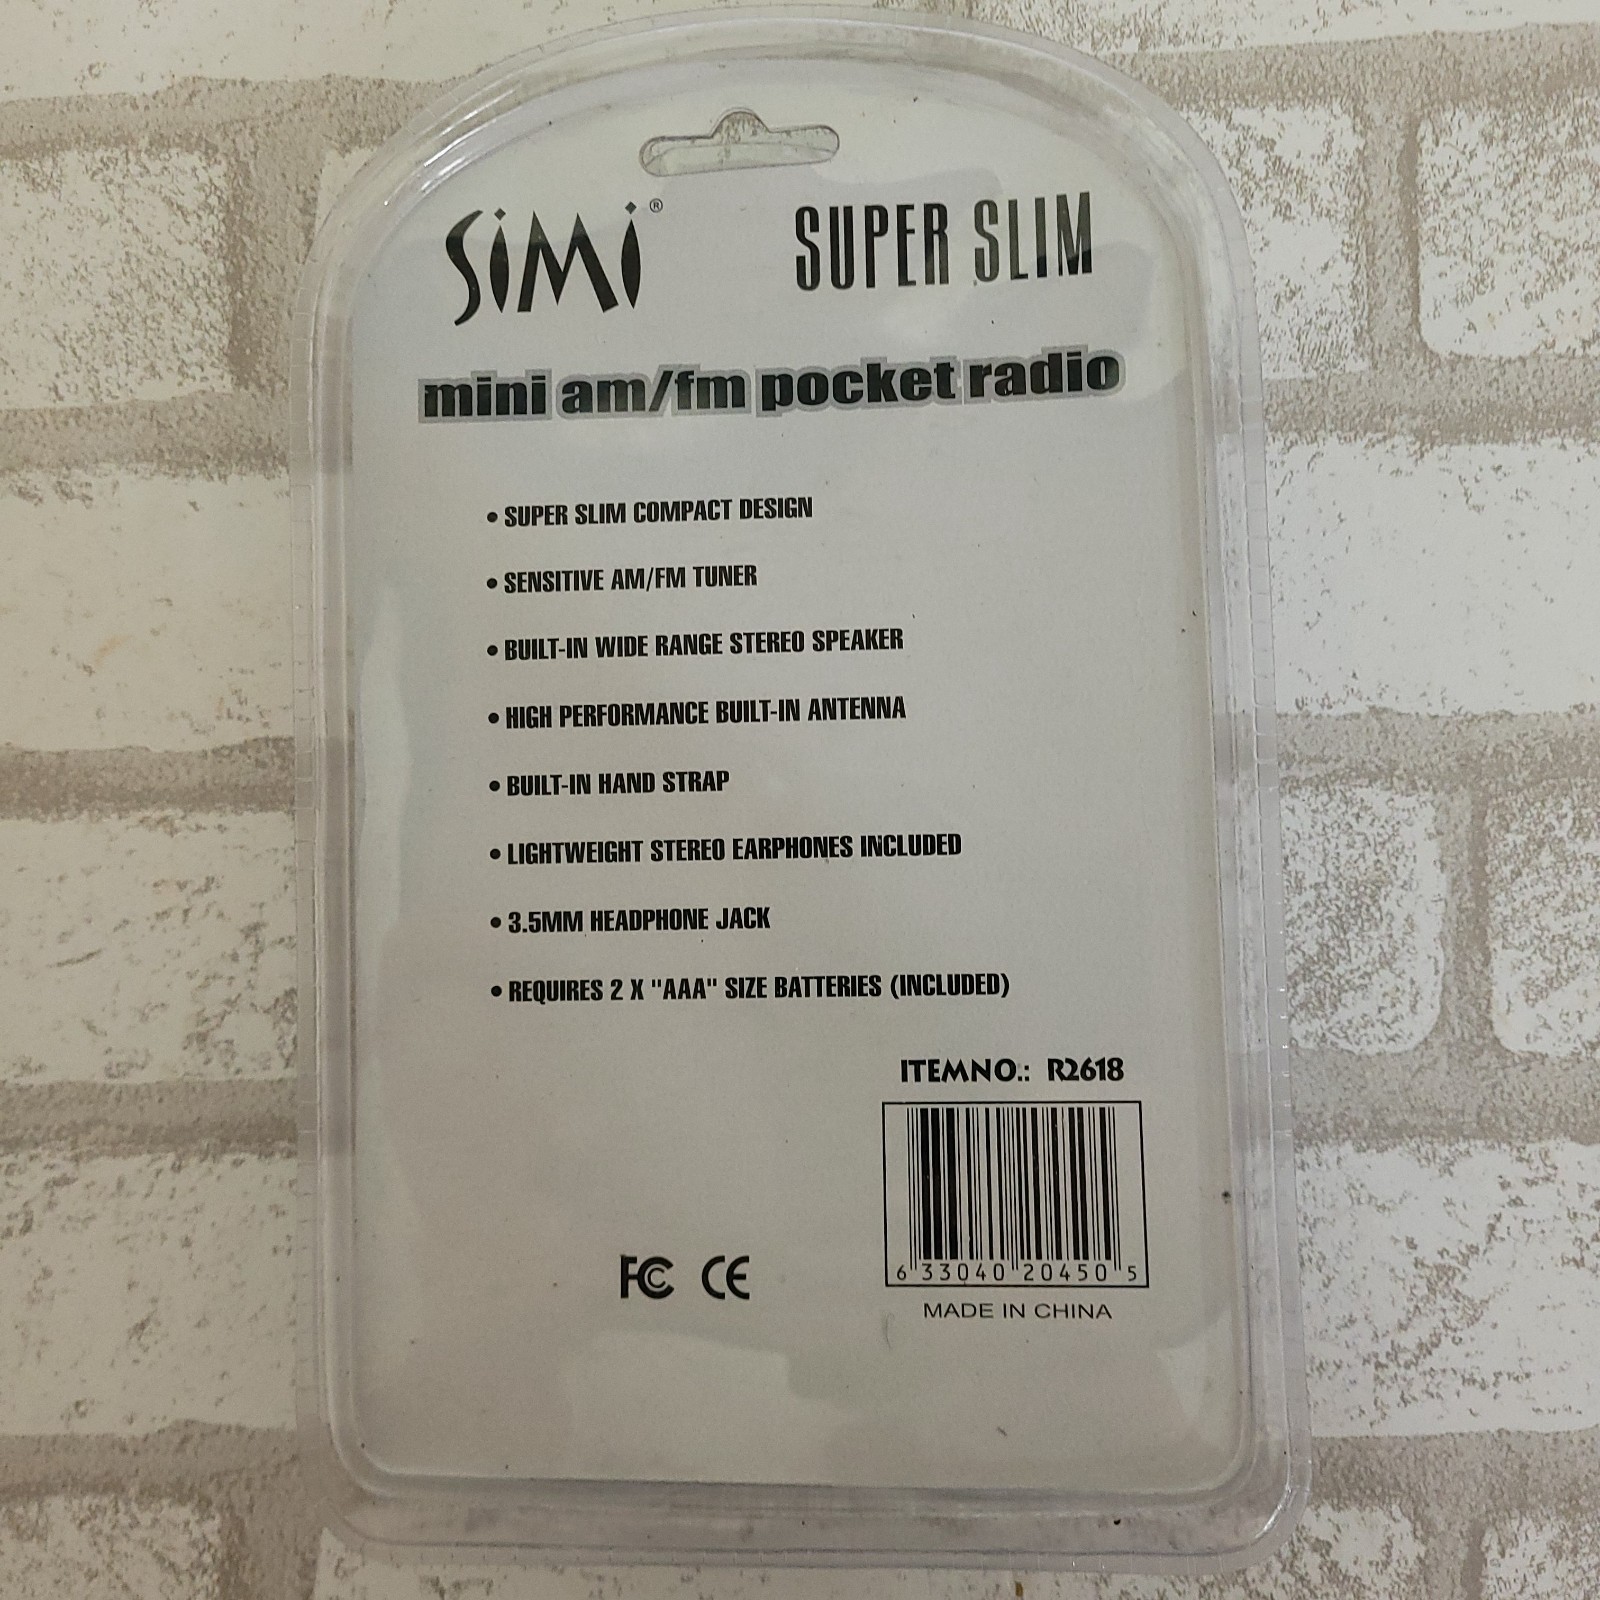 SiMi®
SUPER SLIM
mini am/fm pocket radio
• SUPER SLIM COMPACT DESIGN
• SENSITIVE AM/FM TUNER
• BUILT-IN WIDE RANGE STEREO SPEAKER
• HIGH PERFORMANCE BUILT-IN ANTENNA
• BUILT-IN HAND STRAP
• LIGHTWEIGHT STEREO EARPHONES INCLUDED
• 3.5MM HEADPHONE JACK
• REQUIRES 2 X "AAA" SIZE BATTERIES (INCLUDED)
ITEMNO.: R2618
6 33040 20450 5
FC CE
MADE IN CHINA